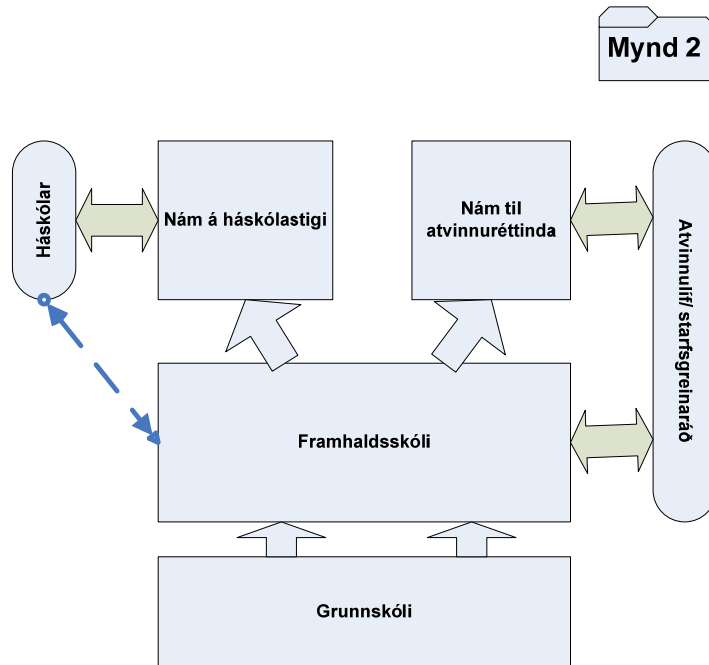 Mynd 2
Háskólar
Nám á háskólastigi
Nám til
atvinnuréttinda
Atvinnulíf/ starfsgreinaráð
Framhaldsskóli
Grunnskóli